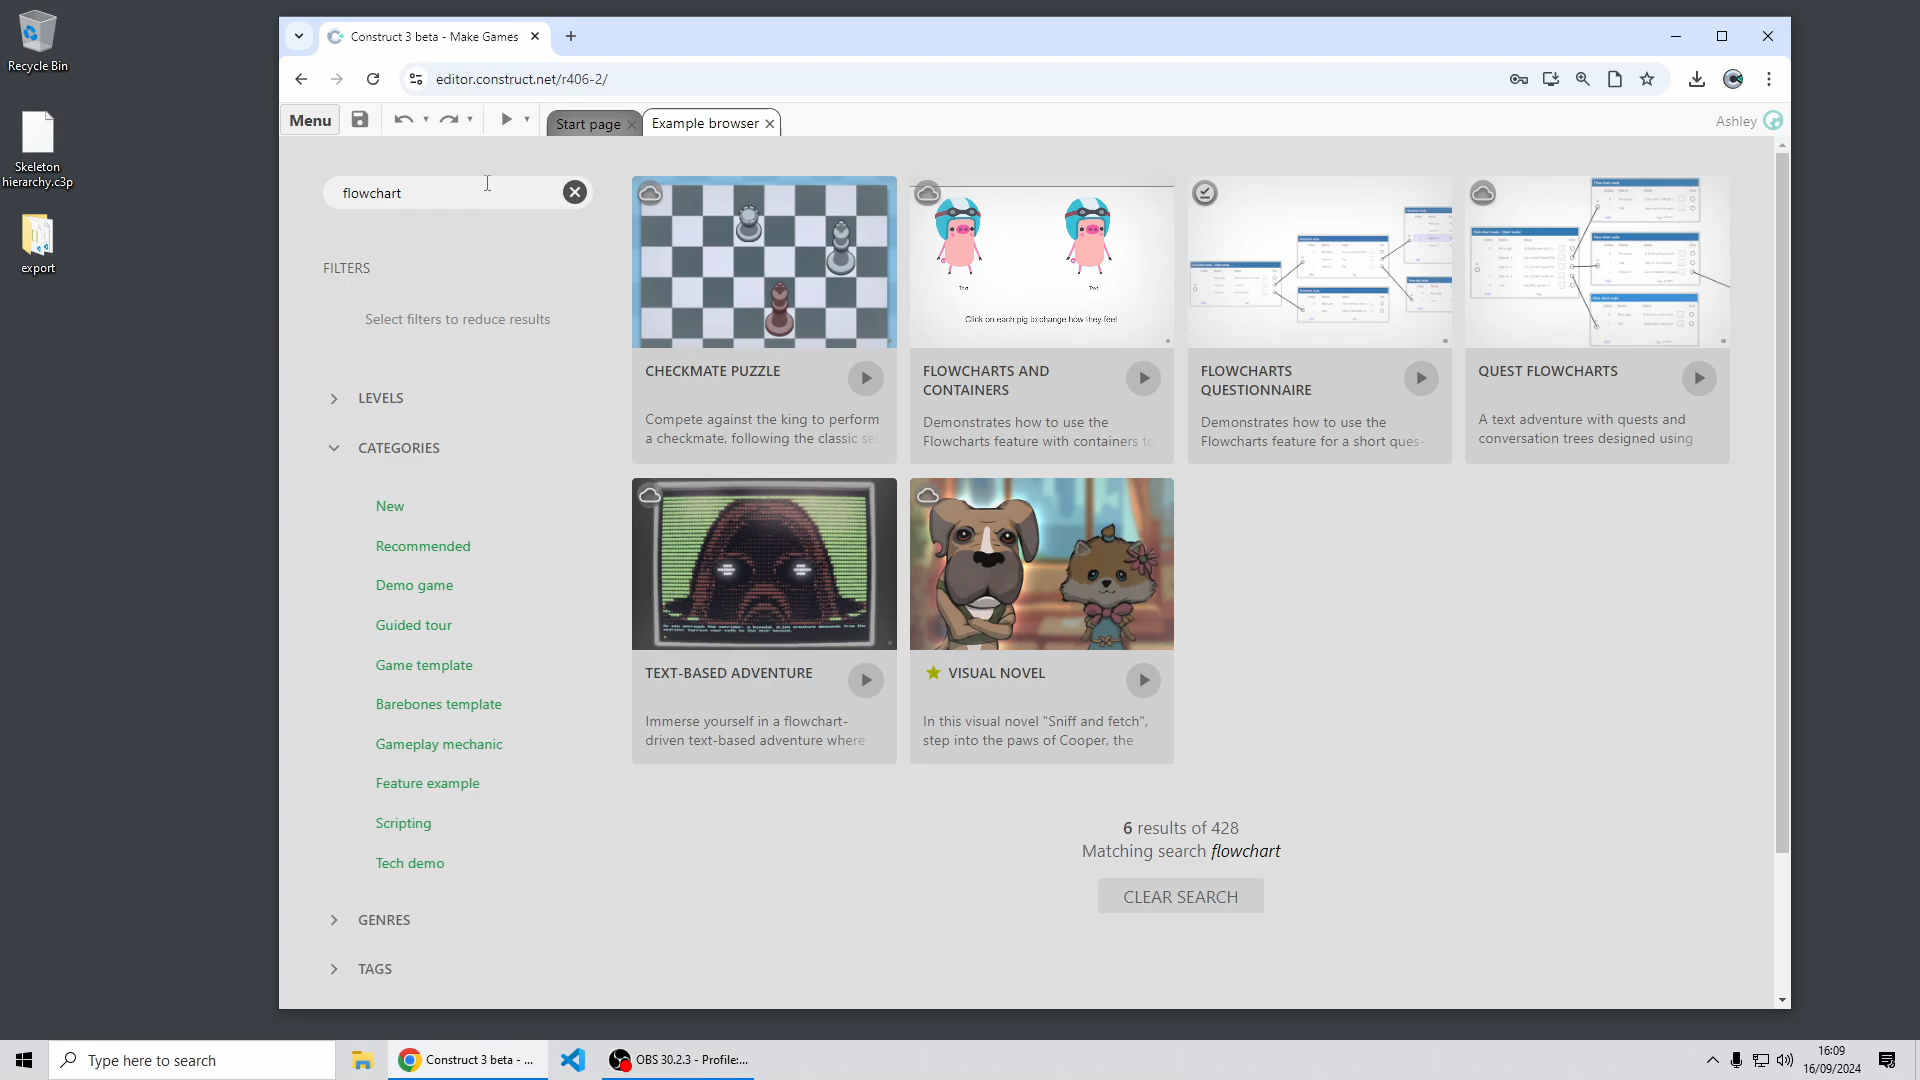 Recycle Bin
Skeleton
hierarchy.c3p
export
Construct 3 beta - Make Games
editor.construct.net/r406-2/
Menu
Start page
Example browser
Ashley
flowchart
FILTERS
Select filters to reduce results
LEVELS
CATEGORIES
New
Recommended
Demo game
Guided tour
Game template
Barebones template
Gameplay mechanic
Feature example
Scripting
Tech demo
GENRES
TAGS
Text
Text
Click on each pig to change how they feel
CHECKMATE PUZZLE
Compete against the king to perform
a checkmate, following the classic set
FLOWCHARTS AND
CONTAINERS
Demonstrates how to use the
Flowcharts feature with containers to
FLOWCHARTS
QUESTIONNAIRE
Demonstrates how to use the
Flowcharts feature for a short ques-
QUEST FLOWCHARTS
A text adventure with quests and
conversation trees designed using
TEXT-BASED ADVENTURE
Immerse yourself in a flowchart-
driven text-based adventure where
VISUAL NOVEL
In this visual novel "Sniff and fetch",
step into the paws of Cooper, the
6 results of 428
Matching search flowchart
CLEAR SEARCH
Type here to search
Construct 3 beta - ...
OBS 30.2.3 - Profile:...
16:09
16/09/2024